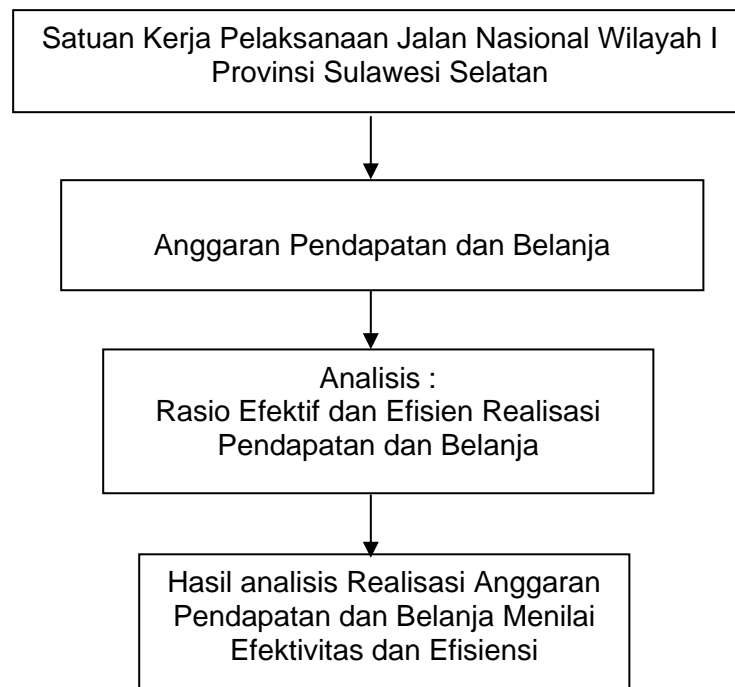 Satuan Kerja Pelaksanaan Jalan Nasional Wilayah I
Provinsi Sulawesi Selatan
Anggaran Pendapatan dan Belanja
Analisis :
Rasio Efektif dan Efisien Realisasi
Pendapatan dan Belanja
Hasil analisis Realisasi Anggaran
Pendapatan dan Belanja Menilai
Efektivitas dan Efisiensi